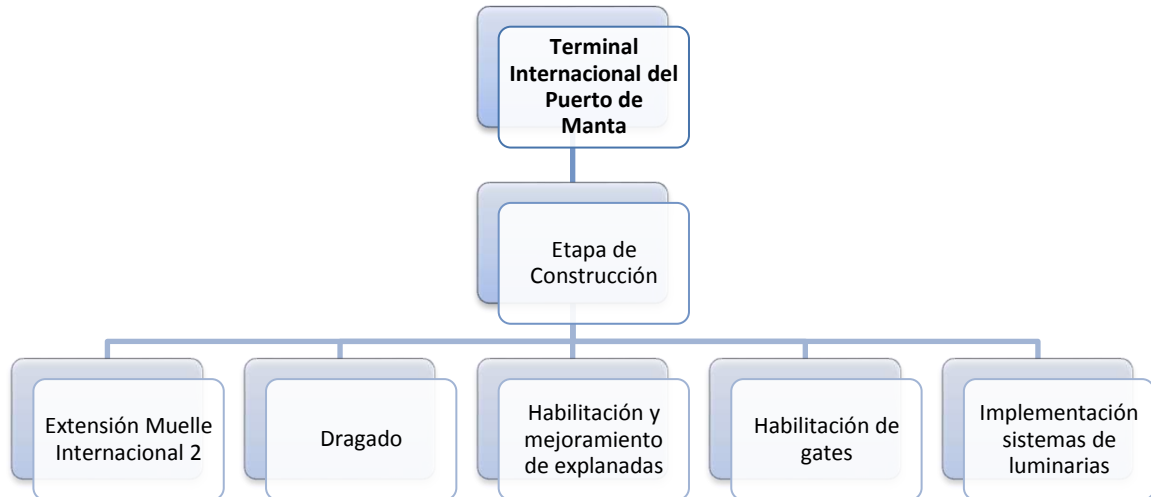 Terminal
Internacional del
Puerto de
Manta
Etapa de
Construcción
Extensión Muelle
Internacional 2
Dragado
Habilitación y
mejoramiento
de explanadas
Habilitación de
gates
Implementación
sistemas de
luminarias